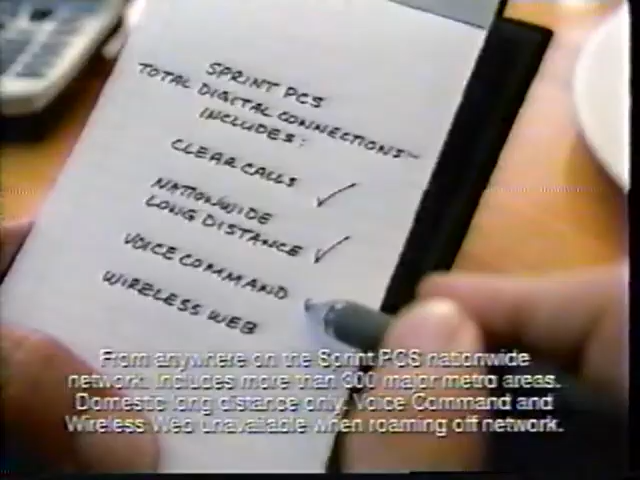 SPRINT PCS
TOTAL DIGITAL CONNECTIONS℠
INCLUDES:
CLEAR CALLS ✓
NATIONWIDE
LONG DISTANCE ✓
VOICE COMMAND
WIRELESS WEB
From anywhere on the Sprint PCS nationwide
network. Includes more than 300 major metro areas.
Domestic long distance only. Voice Command and
Wireless Web unavailable when roaming off network.